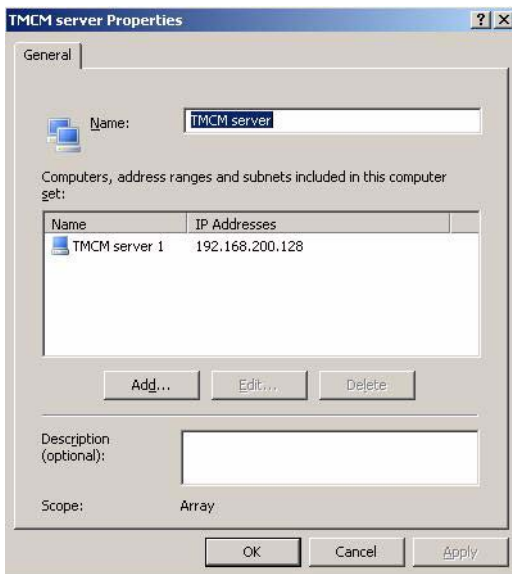 TMCM server Properties
General
Name:
TMCM server
Computers, address ranges and subnets included in this computer
set:
Name IP Addresses
TMCM server 1 192.168.200.128
Add... Edit... Delete
Description
(optional):
Scope: Array
OK Cancel Apply